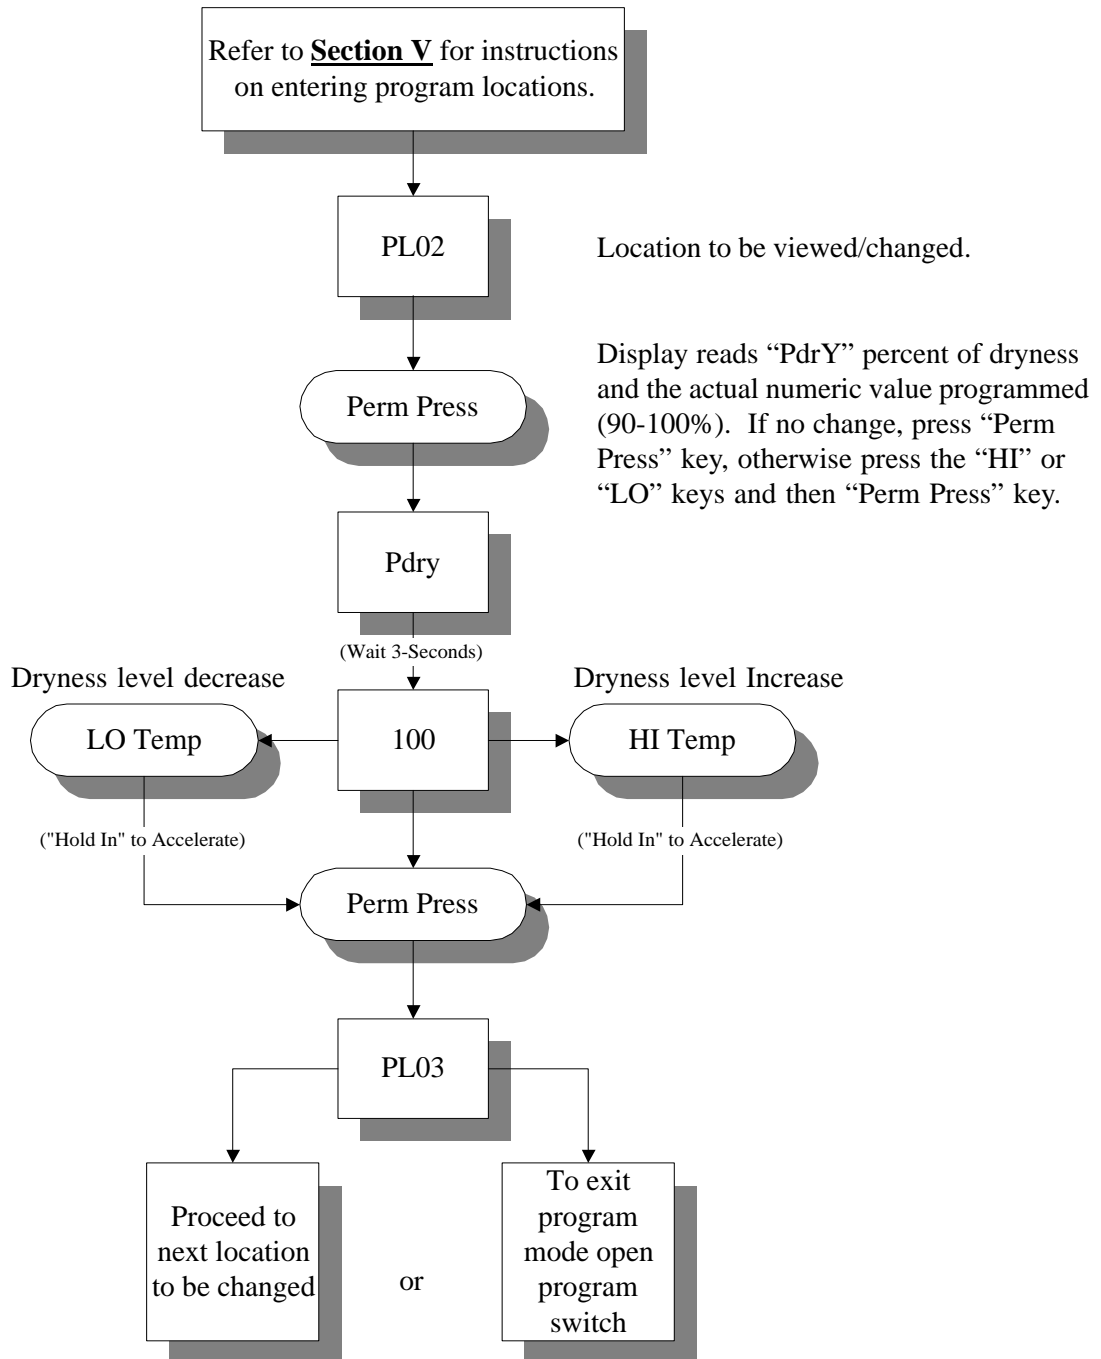 Refer to Section V for instructions
on entering program locations.
PL02
Location to be viewed/changed.
Perm Press
Display reads “PdrY” percent of dryness
and the actual numeric value programmed
(90-100%).  If no change, press “Perm
Press” key, otherwise press the “HI” or
“LO” keys and then “Perm Press” key.
Pdry
(Wait 3-Seconds)
Dryness level decrease
Dryness level Increase
LO Temp
100
HI Temp
("Hold In" to Accelerate)
("Hold In" to Accelerate)
Perm Press
PL03
Proceed to
next location
to be changed
or
To exit
program
mode open
program
switch